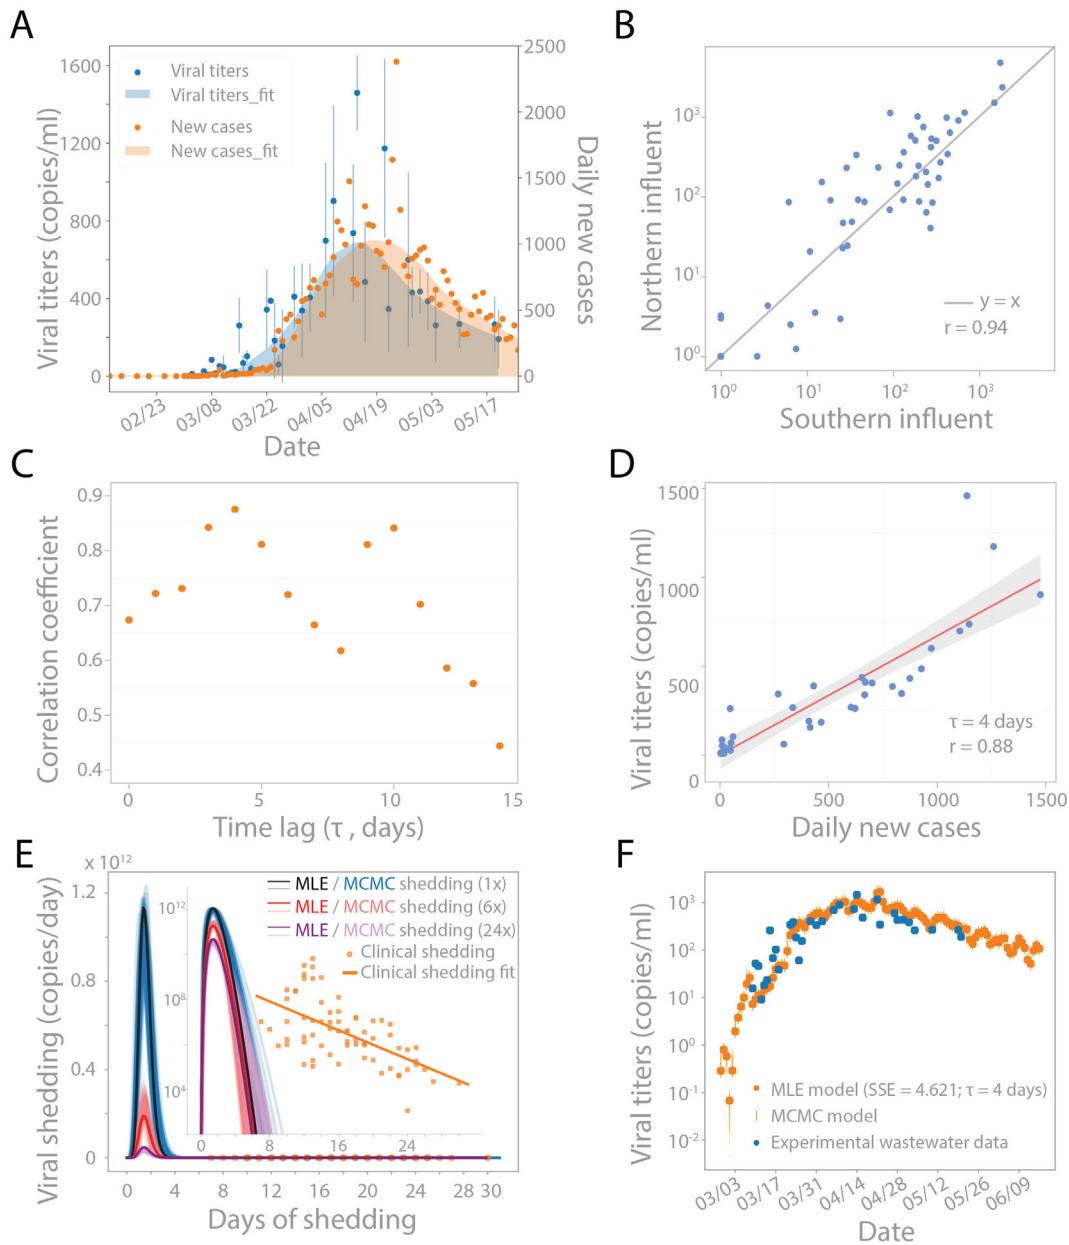 A
Viral titers (copies/ml)
1600
1200
800
400
0
Viral titers
Viral titers_fit
New cases
New cases_fit
2500
2000
1500
1000
500
0
Daily new cases
02/23
03/08
03/22
04/05
04/19
05/03
05/17
Date
B
Northern influent
10³
10²
10¹
10⁰
y = x
r = 0.94
10⁰
10¹
10²
10³
Southern influent
C
Correlation coefficient
0.9
0.8
0.7
0.6
0.5
0.4
0
5
10
15
Time lag (τ , days)
D
Viral titers (copies/ml)
1500
1000
500
0
τ = 4 days
r = 0.88
0
500
1000
1500
Daily new cases
E
x 10¹²
Viral shedding (copies/day)
1.2
0.8
0.4
0
MLE / MCMC shedding (1x)
MLE / MCMC shedding (6x)
MLE / MCMC shedding (24x)
Clinical shedding
Clinical shedding fit
10¹²
10⁸
10⁴
0
8
16
24
0
4
8
12
16
20
24
28 30
Days of shedding
F
Viral titers (copies/ml)
10³
10²
10¹
10⁰
10⁻¹
10⁻²
MLE model (SSE = 4.621; τ = 4 days)
MCMC model
Experimental wastewater data
03/03
03/17
03/31
04/14
04/28
05/12
05/26
06/09
Date